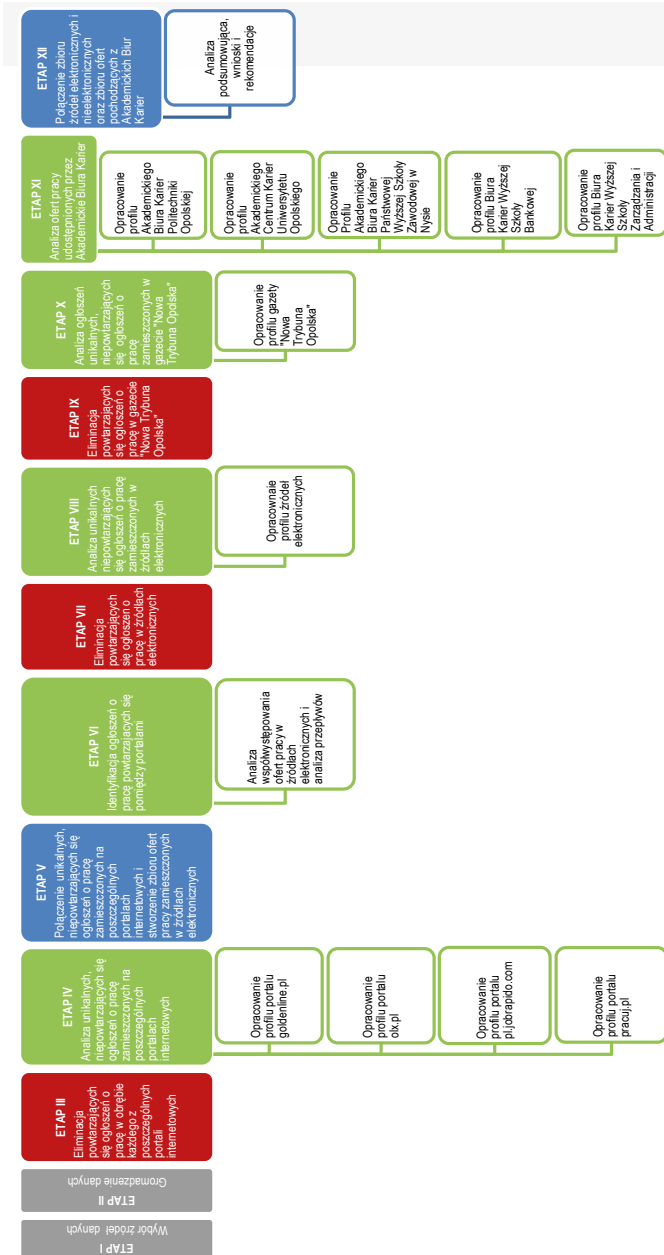 ETAP I
Wybór źródeł danych
ETAP II
Gromadzenie danych
ETAP III
Eliminacja
powtarzających
się ogłoszeń o
pracę w obrębie
każdego z
poszczególnych
portali
internetowych
ETAP IV
Analiza unikalnych,
niepowtarzających się
ogłoszeń o pracę
zamieszczonych na
poszczególnych
portalach
internetowych
Opracowanie
profilu portalu
goldenline.pl
Opracowanie
profilu portalu
olx.pl
Opracowanie
profilu portalu
pl.jobrapido.com
Opracowanie
profilu portalu
pracuj.pl
ETAP V
Połączenie unikalnych,
niepowtarzających się
ogłoszeń o pracę
zamieszczonych na
poszczególnych
portalach
internetowych i
stworzenie zbioru ofert
pracy zamieszczonych
w źródłach
elektronicznych
ETAP VI
Identyfikacja ogłoszeń o
pracę powtarzających się
pomiędzy portalami
Analiza
współwystępowania
ofert pracy w
źródłach
elektronicznych i
analiza przepływów
ETAP VII
Eliminacja
powtarzających
się ogłoszeń o
pracę w źródłach
elektronicznych
ETAP VIII
Analiza unikalnych
niepowtarzających
się ogłoszeń o pracę
zamieszczonych w
źródłach
elektronicznych
Opracownaie
profilu źródeł
elektronicznych
ETAP IX
Eliminacja
powtarzających
się ogłoszeń o
pracę w gazecie
"Nowa Trybuna
Opolska"
ETAP X
Analiza ogłoszeń
unikalnych,
niepowtarzających
się ogłoszeń o
pracę
zamieszczonych w
gazecie "Nowa
Trybuna Opolska"
Opracowanie
profilu gazety
"Nowa
Trybuna
Opolska"
ETAP XI
Analiza ofert pracy
udostępnionych przez
Akademickie Biura Karier
Opracowanie
profilu
Akademickiego
Biura Karier
Politechniki
Opolskiej
Opracowanie
profilu
Akademickiego
Centrum Karier
Uniwersytetu
Opolskiego
Opracowanie
Profilu
Akademickiego
Biura Karier
Państwowej
Wyższej Szkoły
Zawodowej w
Nysie
Opracowanie
profilu Biura
Karier Wyższej
Szkoły
Bankowej
Opracowanie
profilu Biura
Karier Wyższej
Szkoły
Zarządzania i
Administracji
ETAP XII
Połączenie zbioru
źródeł elektronicznych i
nieelektronicznych
oraz zbioru ofert
pochodzących z
Akademickich Biur
Karier
Analiza
podsumowująca,
wnioski i
rekomendacje